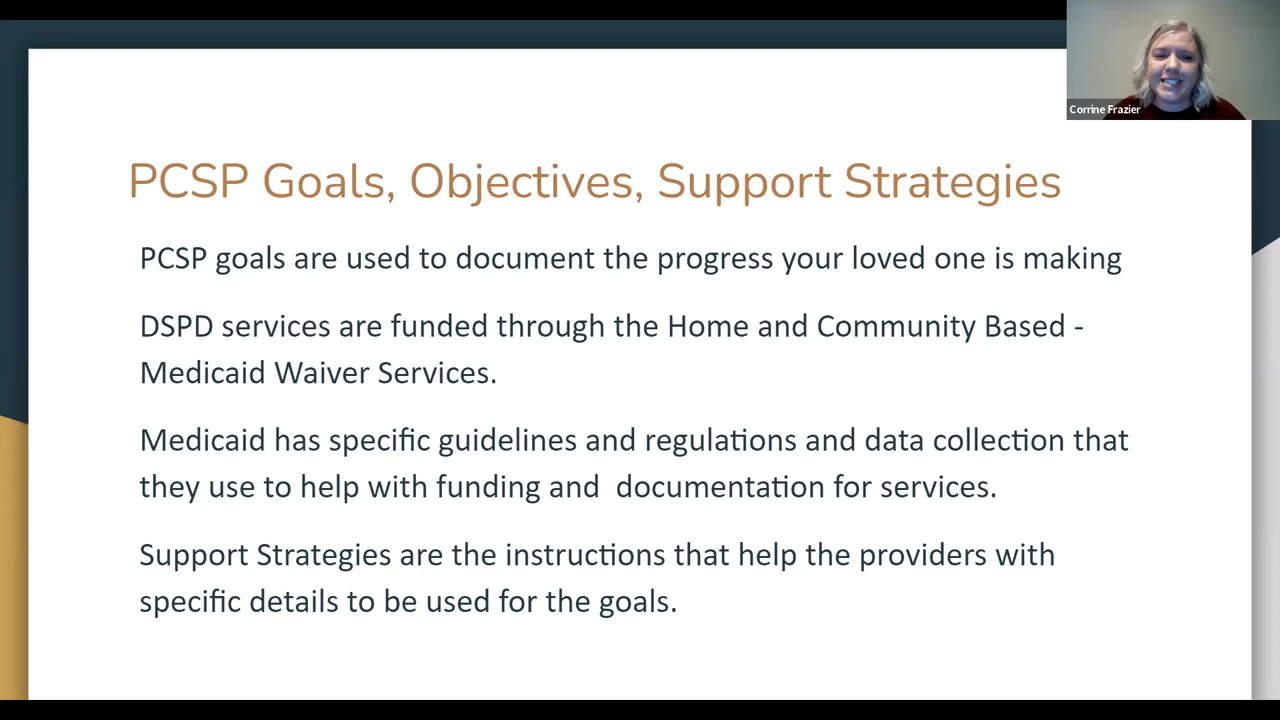 Corrine Frazier
PCSP Goals, Objectives, Support Strategies
PCSP goals are used to document the progress your loved one is making
DSPD services are funded through the Home and Community Based -
Medicaid Waiver Services.
Medicaid has specific guidelines and regulations and data collection that
they use to help with funding and  documentation for services.
Support Strategies are the instructions that help the providers with
specific details to be used for the goals.